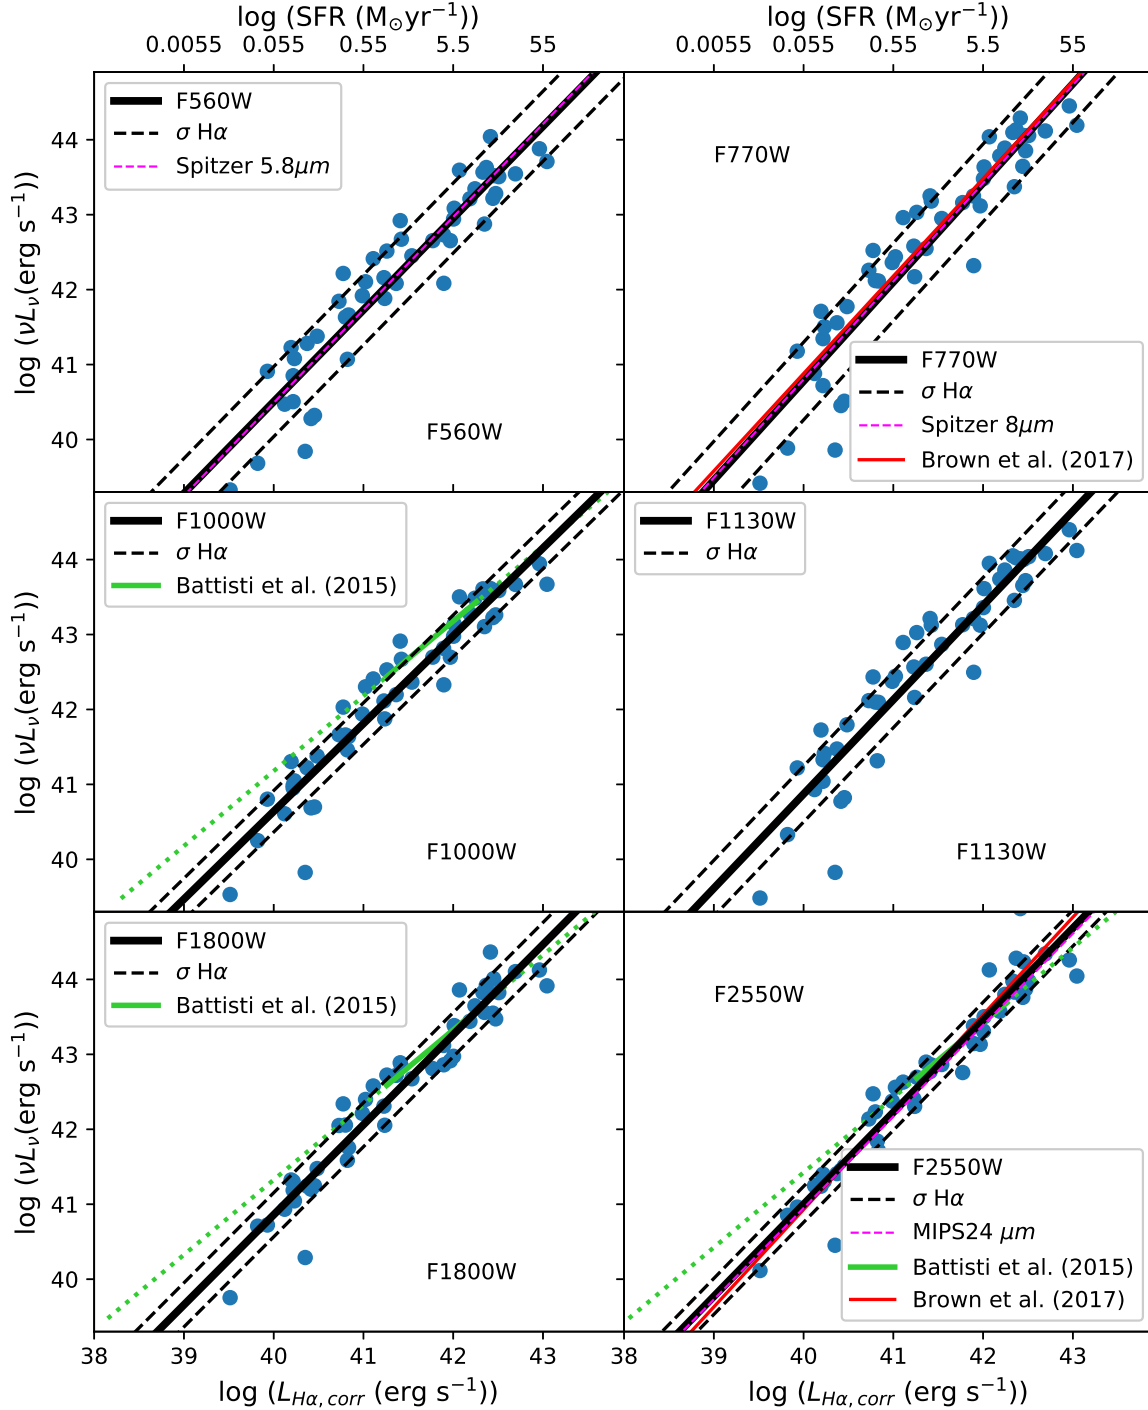 log (SFR (M⊙yr⁻¹)) log (SFR (M⊙yr⁻¹))
0.0055 0.055 0.55 5.5 55 0.0055 0.055 0.55 5.5 55
F560W
σ Hα
Spitzer 5.8μm
F560W
44
43
42
41
40
log (νLν(erg s⁻¹))
F770W
F770W
σ Hα
Spitzer 8μm
Brown et al. (2017)
F1000W
σ Hα
Battisti et al. (2015)
F1000W
44
43
42
41
40
log (νLν(erg s⁻¹))
F1130W
σ Hα
F1130W
F1800W
σ Hα
Battisti et al. (2015)
F1800W
44
43
42
41
40
log (νLν(erg s⁻¹))
F2550W
F2550W
σ Hα
MIPS24 μm
Battisti et al. (2015)
Brown et al. (2017)
38 39 40 41 42 43 38 39 40 41 42 43
log (LHα, corr (erg s⁻¹)) log (LHα, corr (erg s⁻¹))